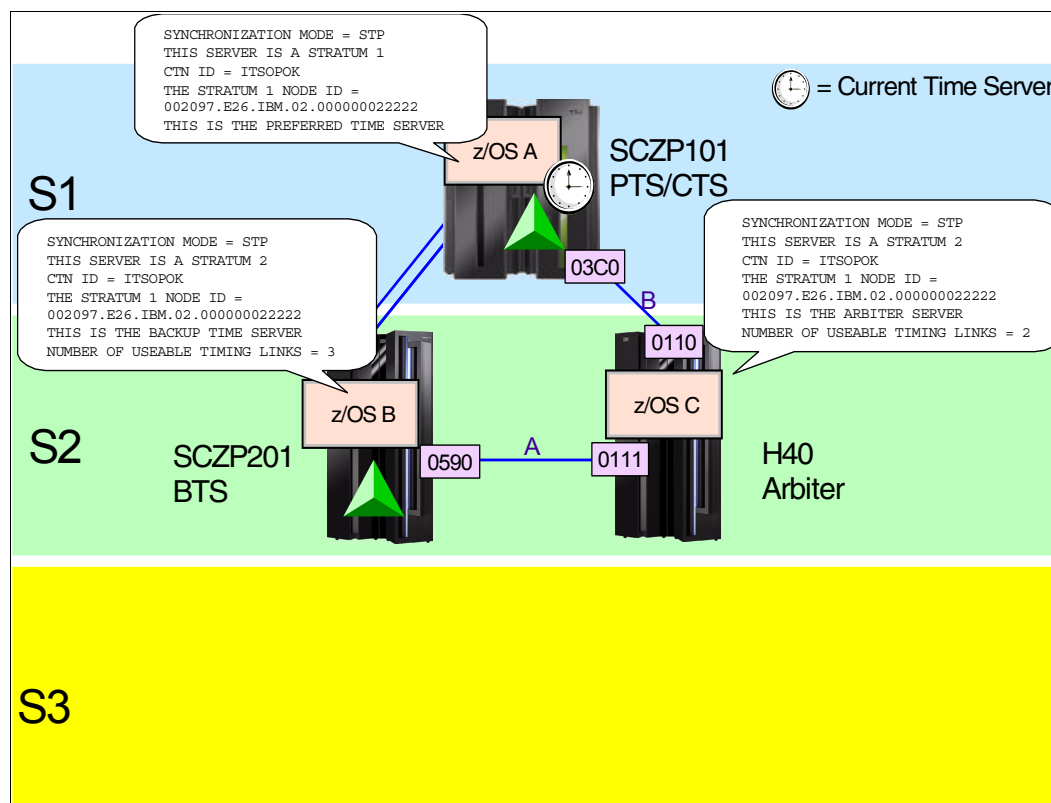 SYNCHRONIZATION MODE = STP
THIS SERVER IS A STRATUM 1
CTN ID = ITSOPOK
THE STRATUM 1 NODE ID =
002097.E26.IBM.02.000000022222
THIS IS THE PREFERRED TIME SERVER
= Current Time Server
z/OS A
SCZP101
PTS/CTS
S1
03C0
B
SYNCHRONIZATION MODE = STP
THIS SERVER IS A STRATUM 2
CTN ID = ITSOPOK
THE STRATUM 1 NODE ID =
002097.E26.IBM.02.000000022222
THIS IS THE BACKUP TIME SERVER
NUMBER OF USEABLE TIMING LINKS = 3
SYNCHRONIZATION MODE = STP
THIS SERVER IS A STRATUM 2
CTN ID = ITSOPOK
THE STRATUM 1 NODE ID =
002097.E26.IBM.02.000000022222
THIS IS THE ARBITER SERVER
NUMBER OF USEABLE TIMING LINKS = 2
0110
z/OS B
z/OS C
S2
SCZP201
BTS
0590
A
0111
H40
Arbiter
S3